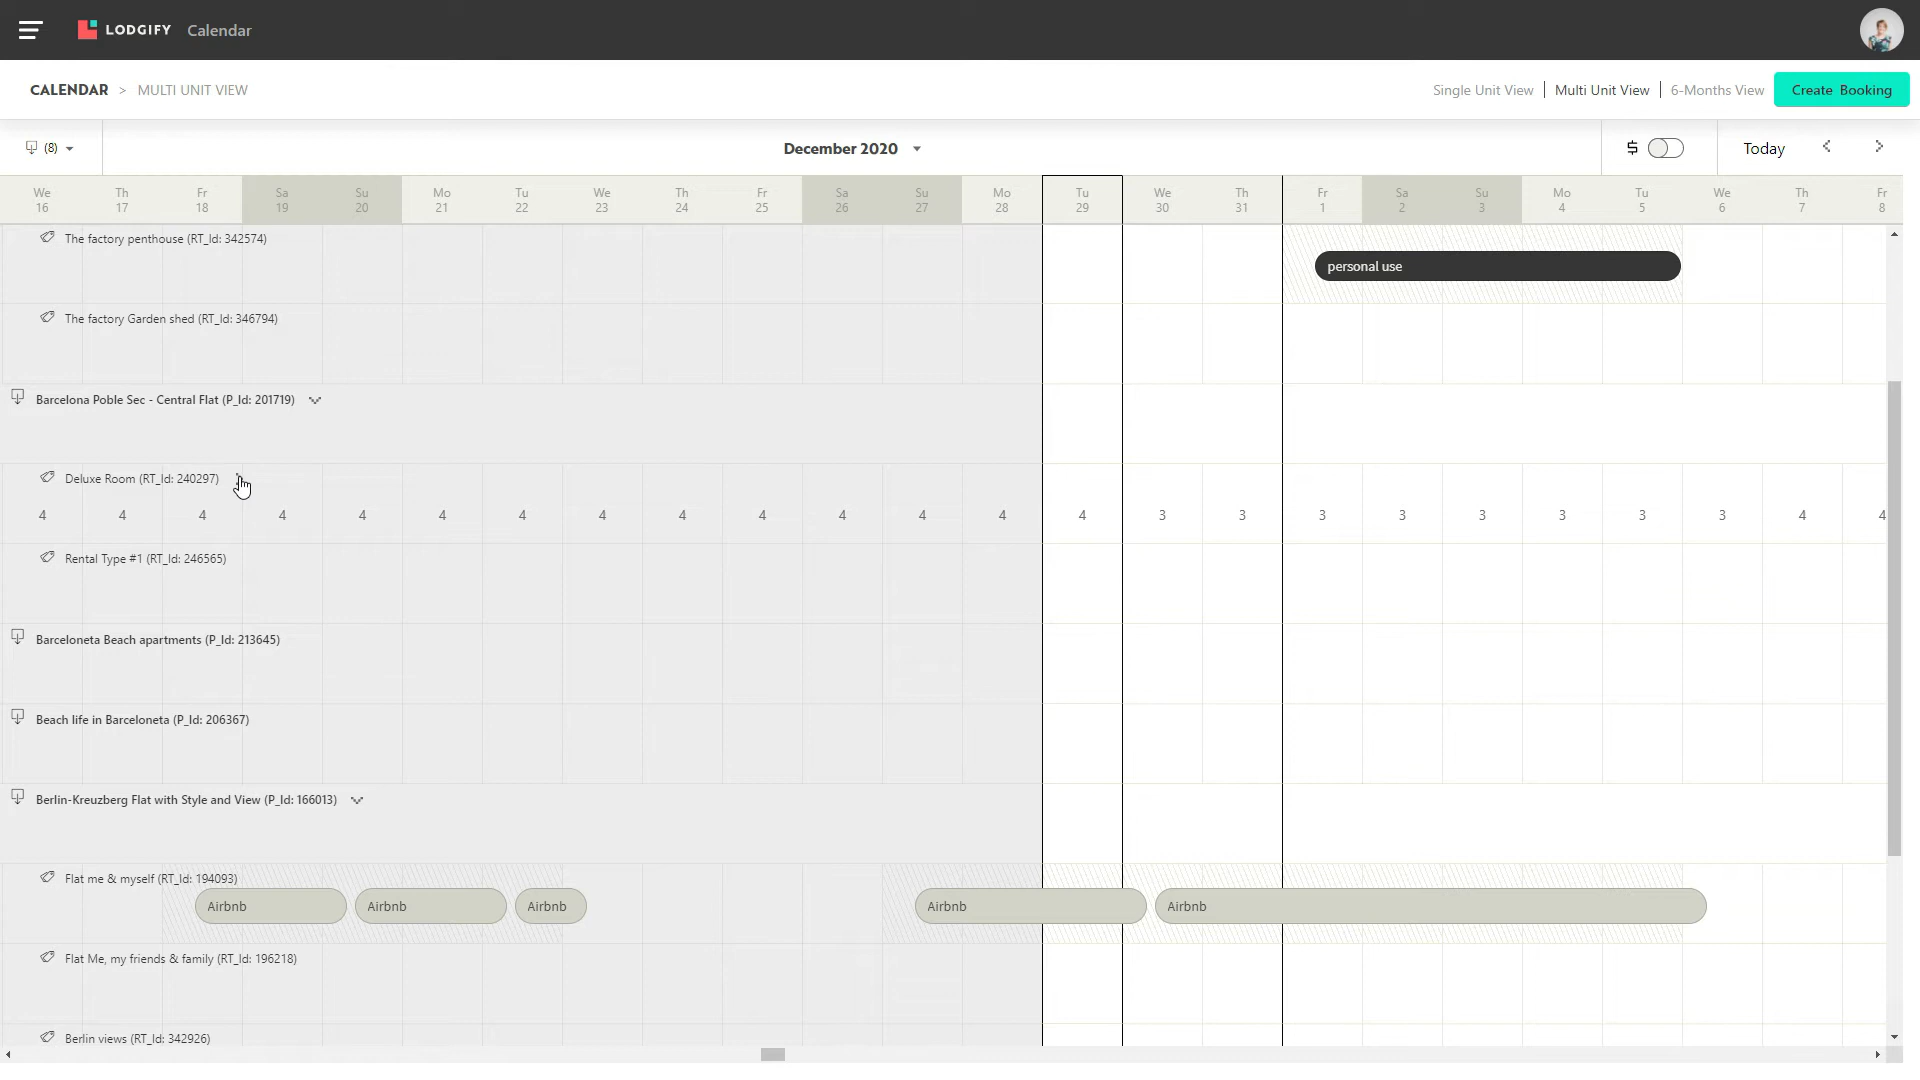 LODGIFY Calendar
CALENDAR > MULTI UNIT VIEW
Single Unit View | Multi Unit View | 6-Months View
Create Booking
(8)
December 2020
$
Today
We Th Fr Sa Su Mo Tu We Th Fr Sa Su Mo Tu We Th Fr Sa Su Mo Tu We Th Fr
16 17 18 19 20 21 22 23 24 25 26 27 28 29 30 31 1 2 3 4 5 6 7 8
The factory penthouse (RT_Id: 342574)
personal use
The factory Garden shed (RT_Id: 346794)
Barcelona Poble Sec - Central Flat (P_Id: 201719)
Deluxe Room (RT_Id: 240297)
4 4 4 4 4 4 4 4 4 4 4 4 4 4 3 3 3 3 3 3 3 3 4 4
Rental Type #1 (RT_Id: 246565)
Barceloneta Beach apartments (P_Id: 213645)
Beach life in Barceloneta (P_Id: 206367)
Berlin-Kreuzberg Flat with Style and View (P_Id: 166013)
Flat me & myself (RT_Id: 194093)
Airbnb Airbnb Airbnb Airbnb Airbnb
Flat Me, my friends & family (RT_Id: 196218)
Berlin views (RT_Id: 342926)